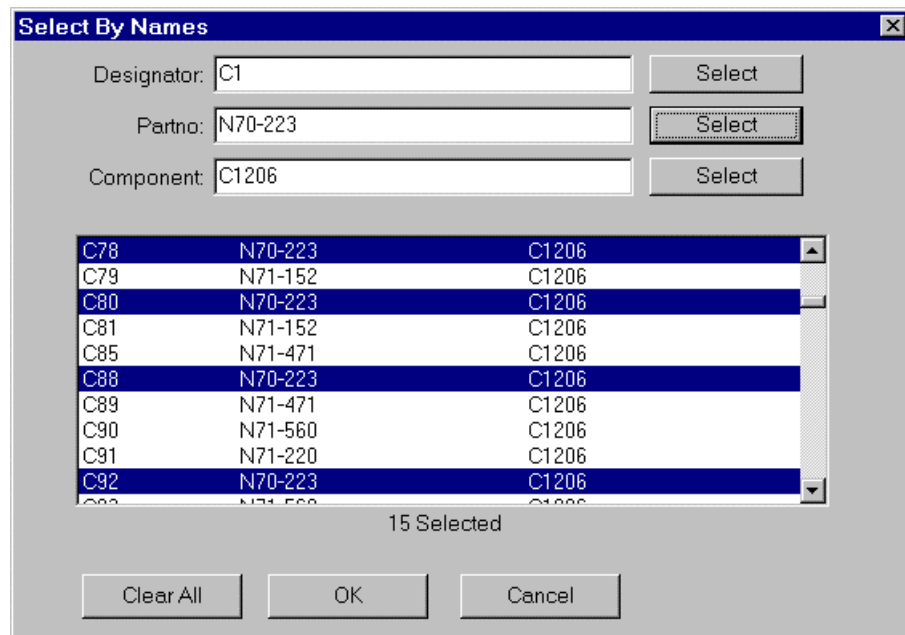 Select By Names
Designator: C1 Select
Partno: N70-223 Select
Component: C1206 Select
C78 N70-223 C1206
C79 N71-152 C1206
C80 N70-223 C1206
C81 N71-152 C1206
C85 N71-471 C1206
C88 N70-223 C1206
C89 N71-471 C1206
C90 N71-560 C1206
C91 N71-220 C1206
C92 N70-223 C1206
15 Selected
Clear All OK Cancel